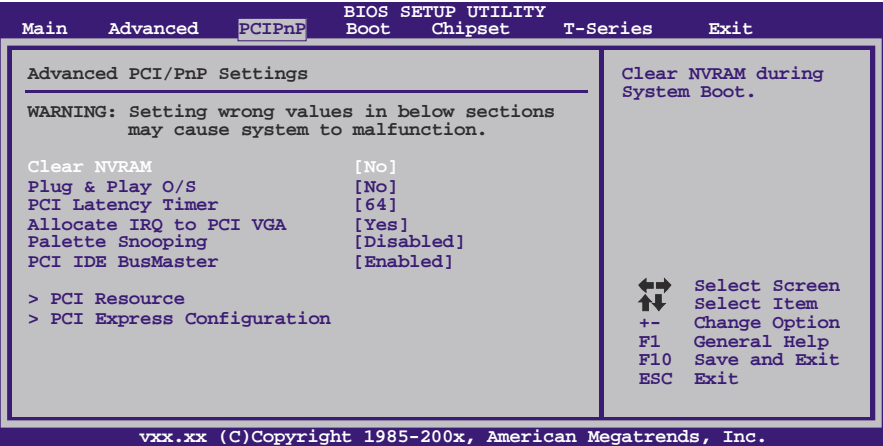 BIOS SETUP UTILITY
Main Advanced PCIPnP Boot Chipset T-Series Exit
Advanced PCI/PnP Settings
WARNING: Setting wrong values in below sections
may cause system to malfunction.
Clear NVRAM [No]
Plug & Play O/S [No]
PCI Latency Timer [64]
Allocate IRQ to PCI VGA [Yes]
Palette Snooping [Disabled]
PCI IDE BusMaster [Enabled]
> PCI Resource
> PCI Express Configuration
Clear NVRAM during
System Boot.
Select Screen
Select Item
+- Change Option
F1 General Help
F10 Save and Exit
ESC Exit
vxx.xx (C)Copyright 1985-200x, American Megatrends, Inc.